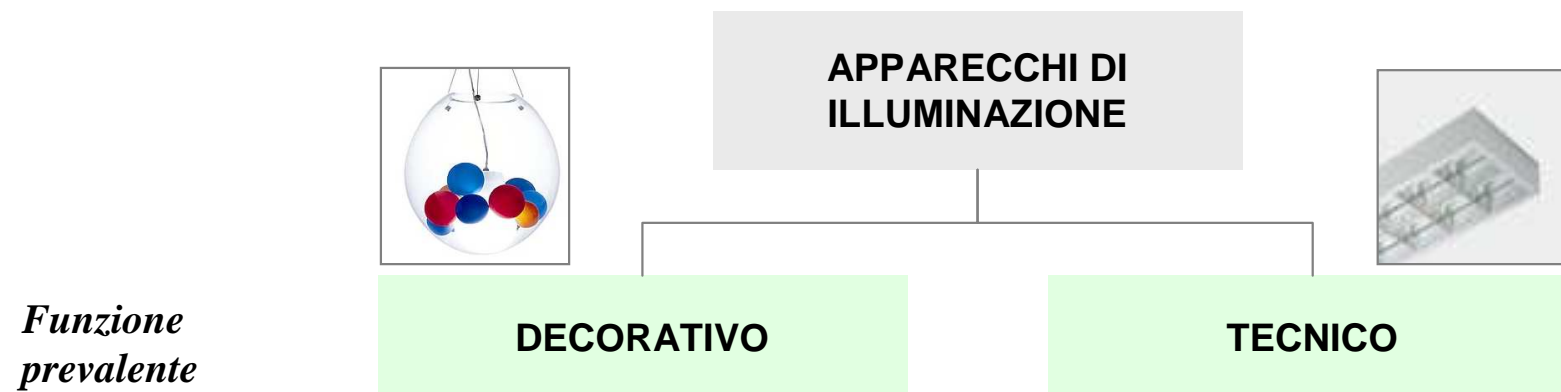 APPARECCHI DI
ILLUMINAZIONE
Funzione
prevalente
DECORATIVO
TECNICO